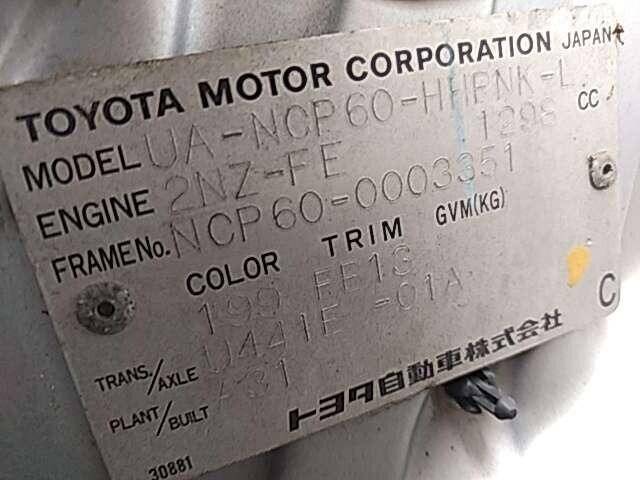 TOYOTA MOTOR CORPORATION JAPAN
MODEL UA-NCP60-HHPNK-L
ENGINE 2NZ-FE 1298 CC
FRAME No. NCP60-0003351
COLOR TRIM GVM(KG)
199 FE13
TRANS./AXLE U441E -01A
PLANT/BUILT A31
トヨタ自動車株式会社
C
30881